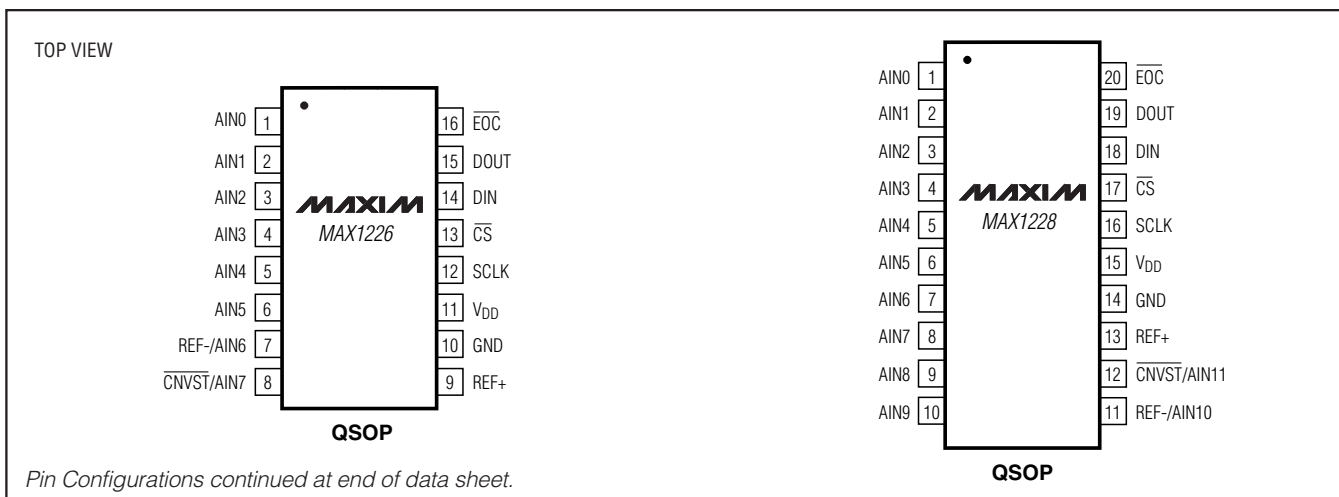 TOP VIEW
AIN0 1
AIN1 2
AIN2 3
AIN3 4
AIN4 5
AIN5 6
REF-/AIN6 7
CNVST/AIN7 8
MAXIM
MAX1226
16 EOC
15 DOUT
14 DIN
13 CS
12 SCLK
11 VDD
10 GND
9 REF+
QSOP
AIN0 1
AIN1 2
AIN2 3
AIN3 4
AIN4 5
AIN5 6
AIN6 7
AIN7 8
AIN8 9
AIN9 10
MAXIM
MAX1228
20 EOC
19 DOUT
18 DIN
17 CS
16 SCLK
15 VDD
14 GND
13 REF+
12 CNVST/AIN11
11 REF-/AIN10
QSOP
Pin Configurations continued at end of data sheet.